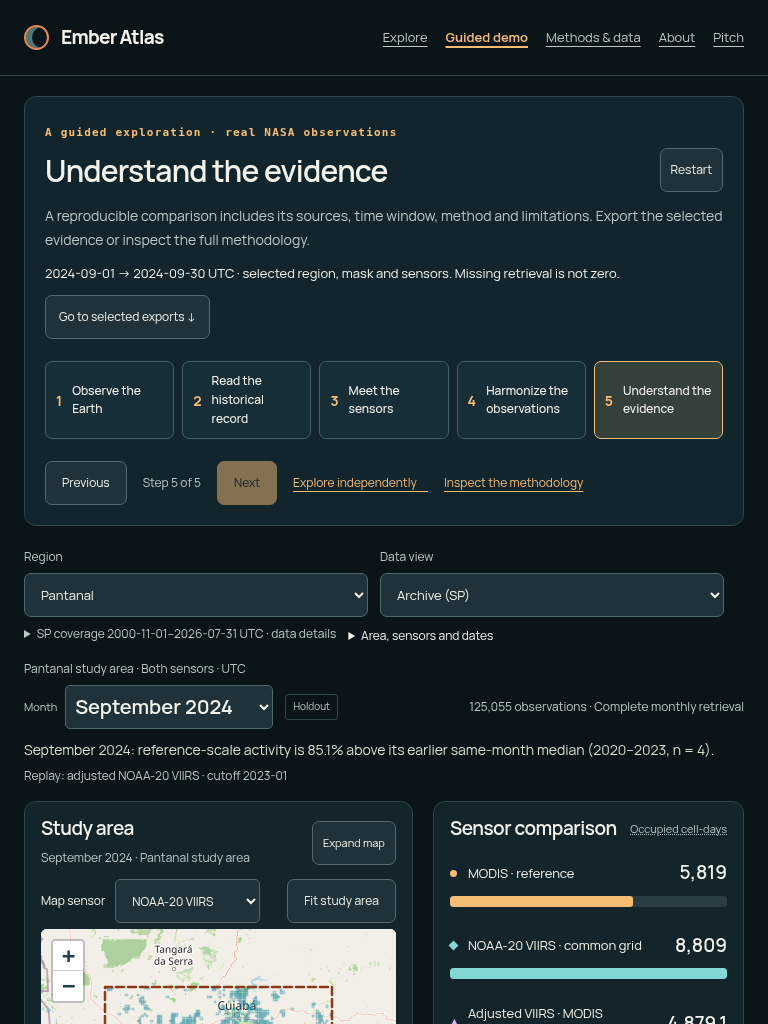 Ember Atlas
Explore
Guided demo
Methods & data
About
Pitch
A guided exploration · real NASA observations
Understand the evidence
Restart
A reproducible comparison includes its sources, time window, method and limitations. Export the selected
evidence or inspect the full methodology.
2024-09-01 → 2024-09-30 UTC · selected region, mask and sensors. Missing retrieval is not zero.
Go to selected exports ↓
1 Observe the
Earth
2 Read the
historical
record
3 Meet the
sensors
4 Harmonize the
observations
5 Understand the
evidence
Previous
Step 5 of 5
Next
Explore independently
Inspect the methodology
Region
Data view
Pantanal
Archive (SP)
SP coverage 2000-11-01–2026-07-31 UTC · data details
Area, sensors and dates
Pantanal study area · Both sensors · UTC
Month
September 2024
Holdout
125,055 observations · Complete monthly retrieval
September 2024: reference-scale activity is 85.1% above its earlier same-month median (2020–2023, n = 4).
Replay: adjusted NOAA-20 VIIRS · cutoff 2023-01
Study area
September 2024 · Pantanal study area
Expand map
Map sensor
NOAA-20 VIIRS
Fit study area
+
−
Tangará
da Serra
Cuiabá
Sensor comparison
Occupied cell-days
MODIS · reference
5,819
NOAA-20 VIIRS · common grid
8,809
Adjusted VIIRS · MODIS
4,879.1